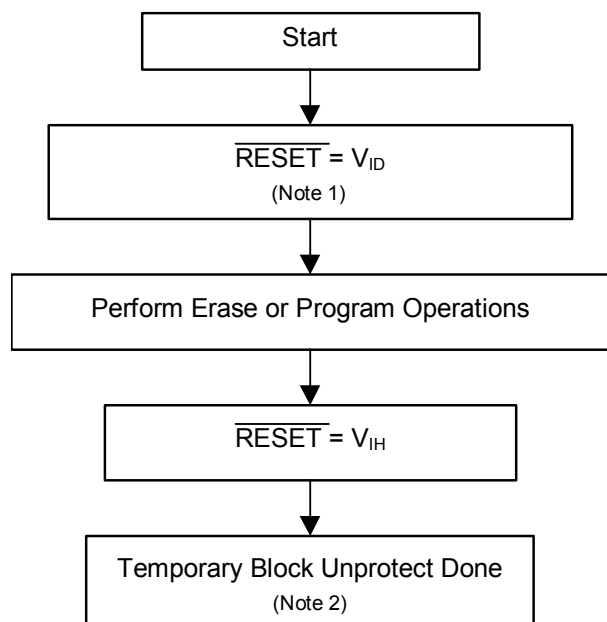 Start
RESET = VID
(Note 1)
Perform Erase or Program Operations
RESET = VIH
Temporary Block Unprotect Done
(Note 2)